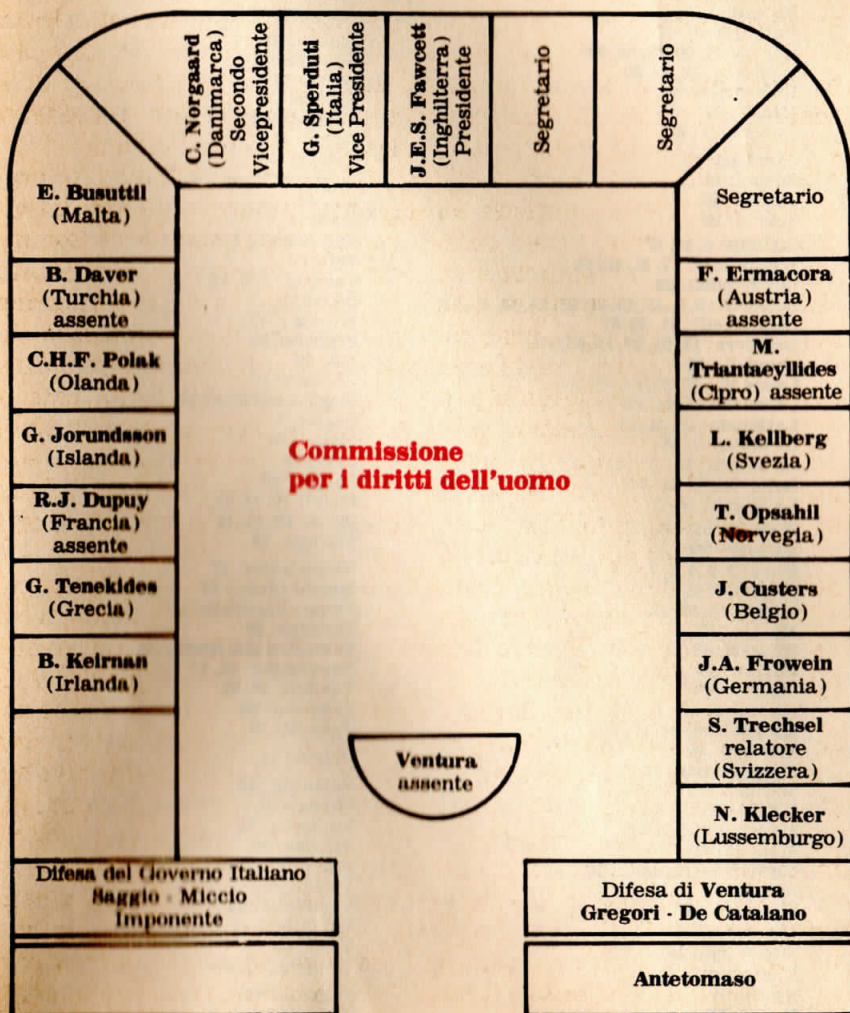 C. Norgaard
(Danimarca)
Secondo
Vicepresidente
G. Sperduti
(Italia)
Vice Presidente
J.E.S. Fawcett
(Inghilterra)
Presidente
Segretario
Segretario
E. Busuttil
(Malta)
Segretario
B. Daver
(Turchia)
assente
F. Ermacora
(Austria)
assente
C.H.F. Polak
(Olanda)
M.
Triantaeyllides
(Cipro) assente
G. Jorundsson
(Islanda)
L. Kellberg
(Svezia)
Commissione
per i diritti dell'uomo
R.J. Dupuy
(Francia)
assente
T. Opsahil
(Norvegia)
G. Tenekides
(Grecia)
J. Custers
(Belgio)
B. Keirnan
(Irlanda)
J.A. Frowein
(Germania)
S. Trechsel
relatore
(Svizzera)
Ventura
assente
N. Klecker
(Lussemburgo)
Difesa del Governo Italiano
Maggio - Miccio
Imponente
Difesa di Ventura
Gregori - De Catalano
Antetomaso